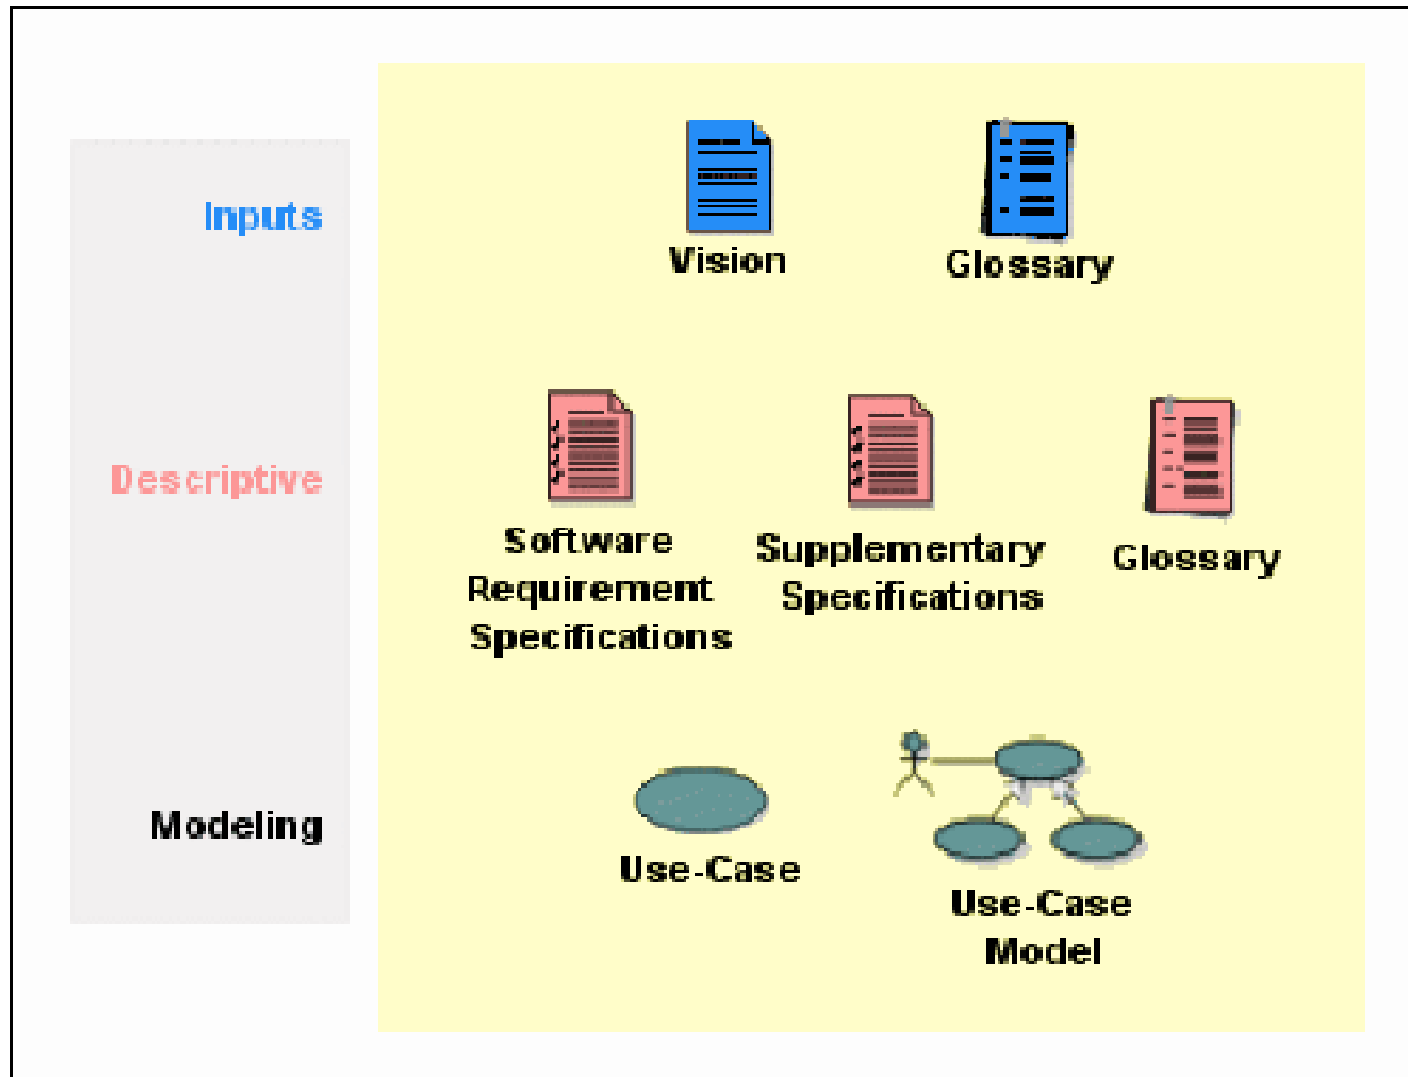 Inputs
Vision
Glossary
Descriptive
Software
Requirement
Specifications
Supplementary
Specifications
Glossary
Modeling
Use-Case
Use-Case
Model